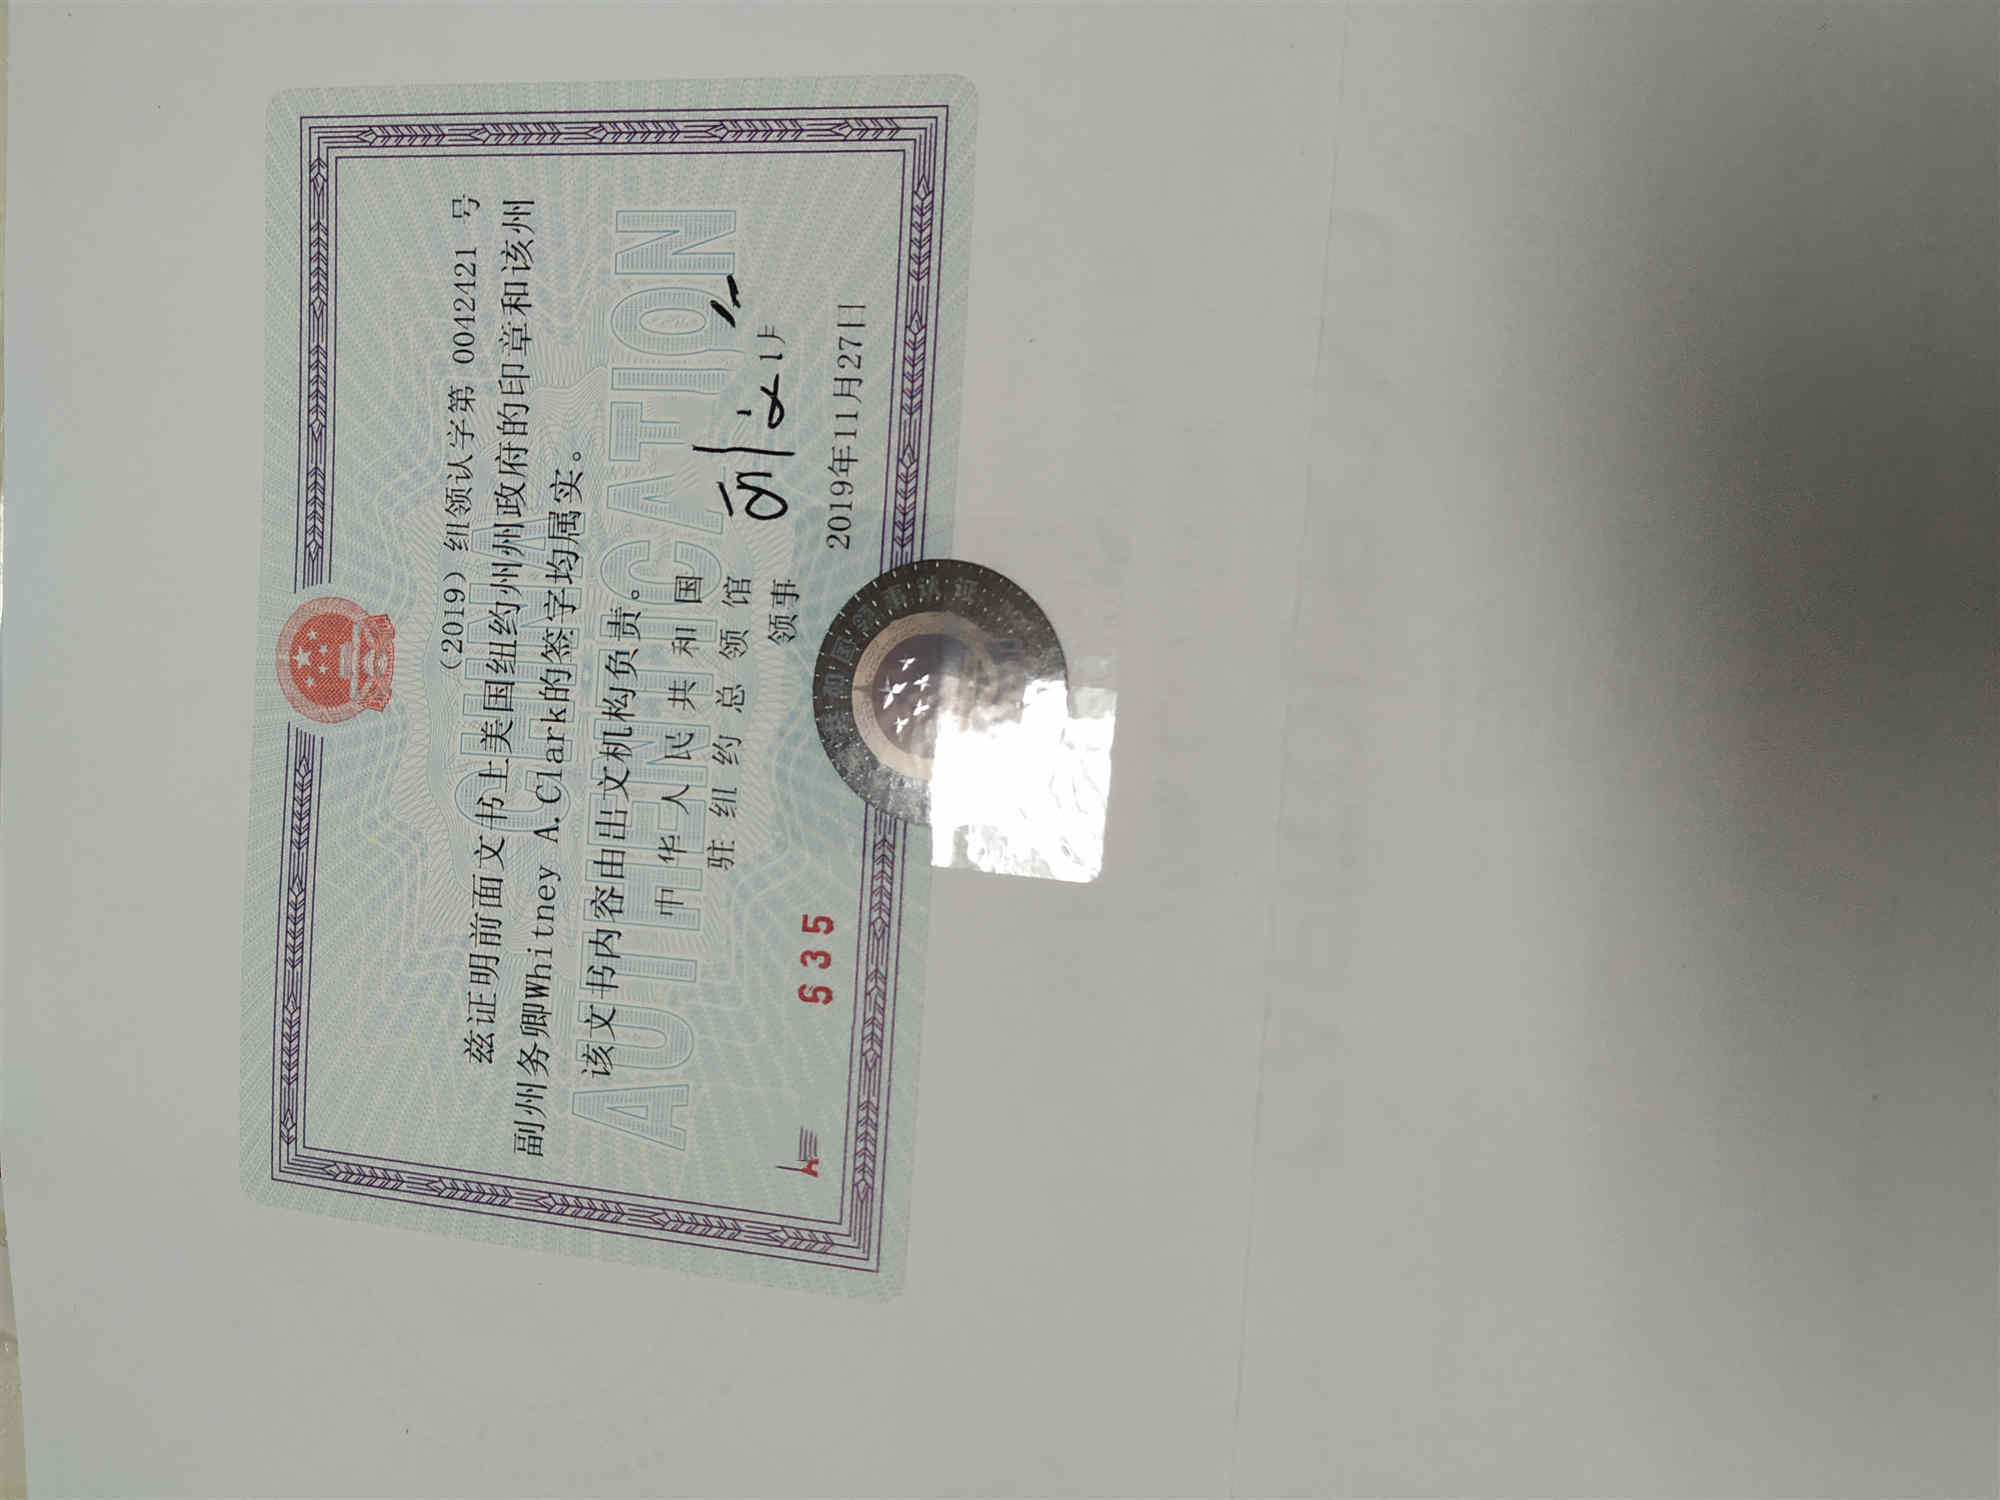 （2019）纽领认字第 0042421 号
兹证明前面文书上美国纽约州州政府的印章和该州
副州务卿Whitney A.Clark的签字均属实。
该文书内容由出文机构负责。
CHINA
AUTHENTICATION
中华人民共和国
驻纽约总领馆
领事
2019年11月27日
535